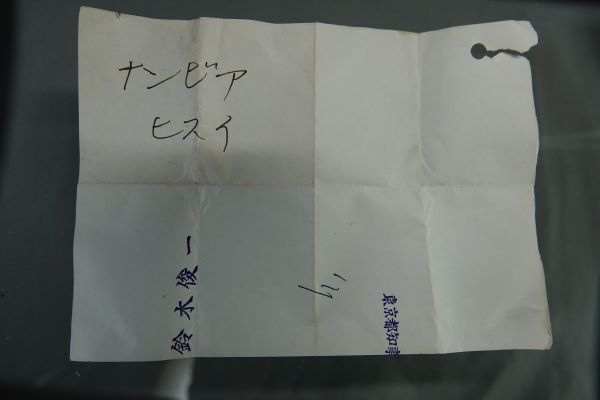 ナンビア
ヒスイ
鈴木俊一
東京都知事